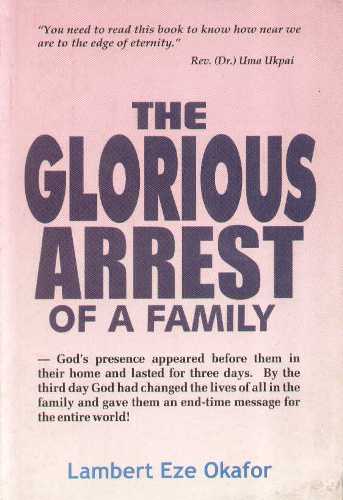 "You need to read this book to know how near we
are to the edge of eternity."
Rev. (Dr.) Uma Ukpai
THE
GLORIOUS
ARREST
OF A FAMILY
— God's presence appeared before them in
their home and lasted for three days. By the
third day God had changed the lives of all in the
family and gave them an end-time message for
the entire world!
Lambert Eze Okafor